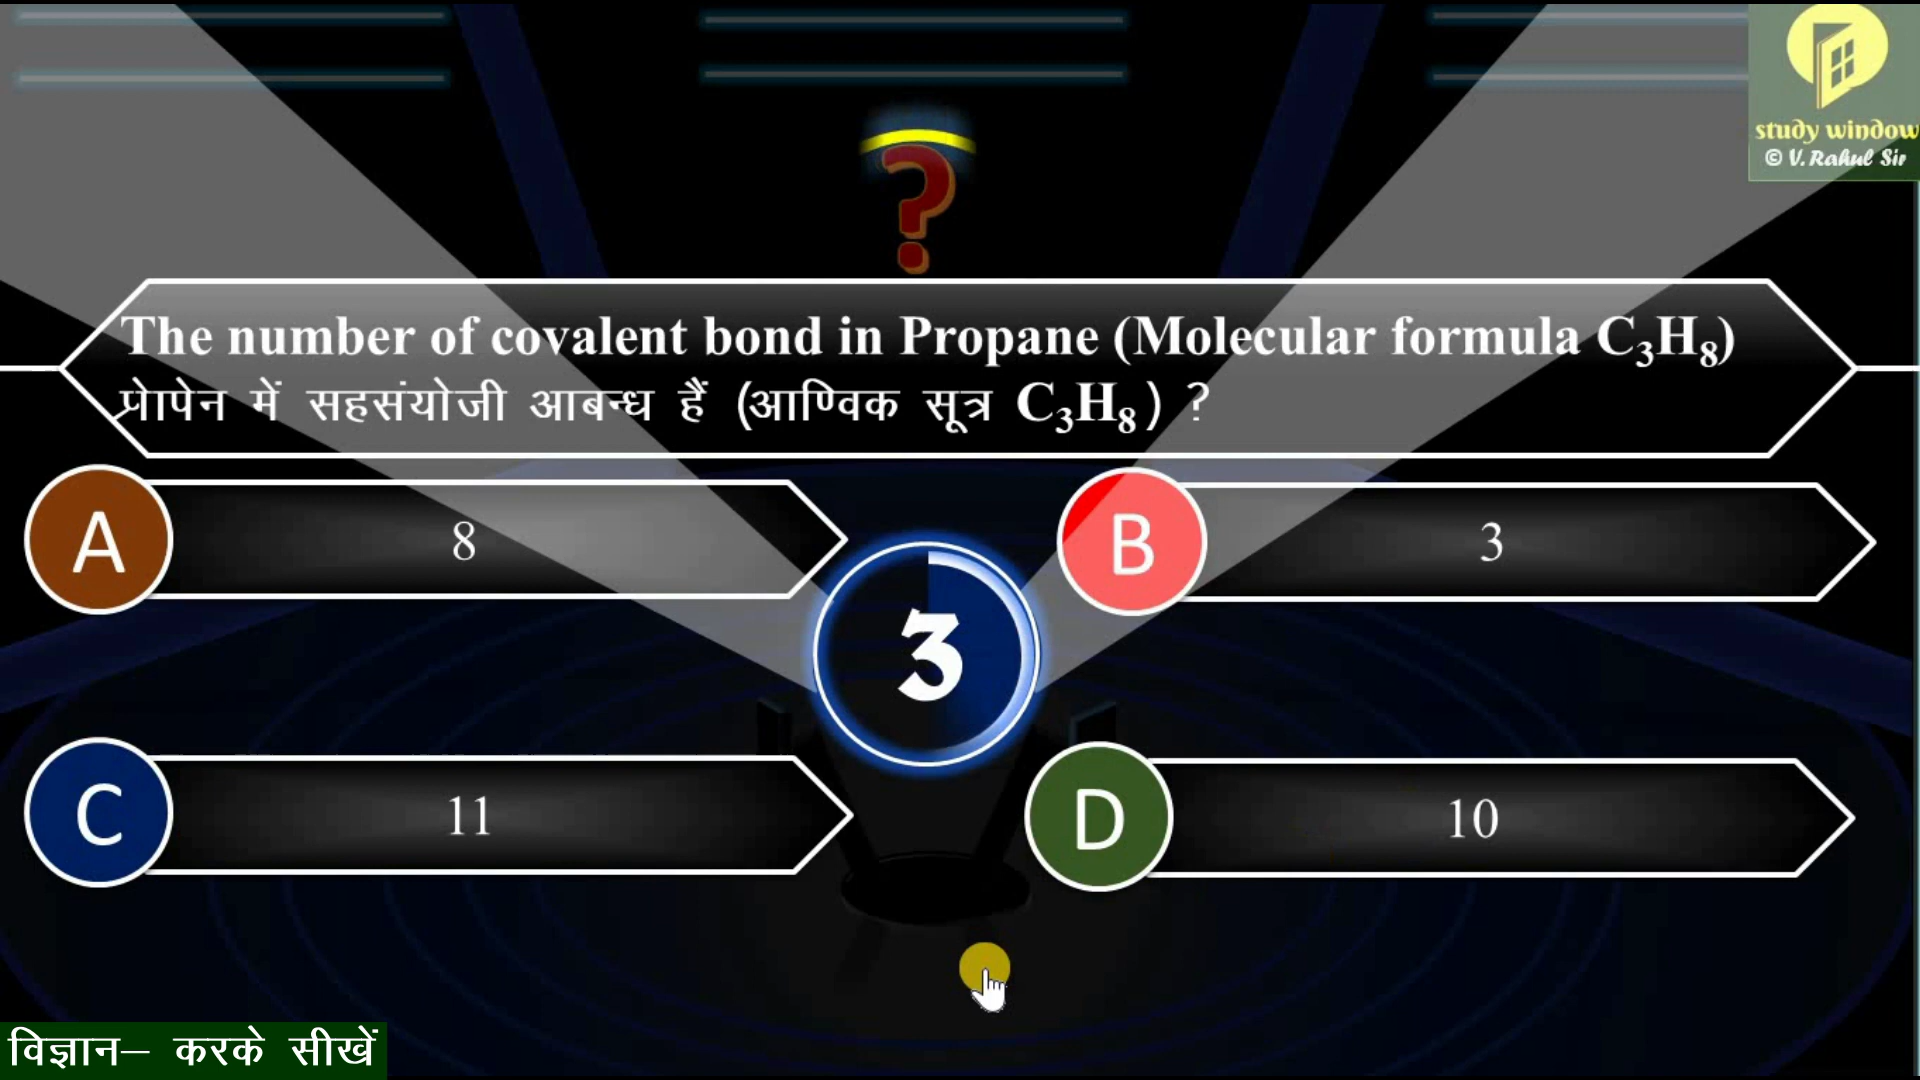 study window
© V. Rahul Sir
?
The number of covalent bond in Propane (Molecular formula C₃H₈)
प्रोपेन में सहसंयोजी आबन्ध हैं (आण्विक सूत्र C₃H₈) ?
A 8
B 3
3
C 11
D 10
विज्ञान– करके सीखें